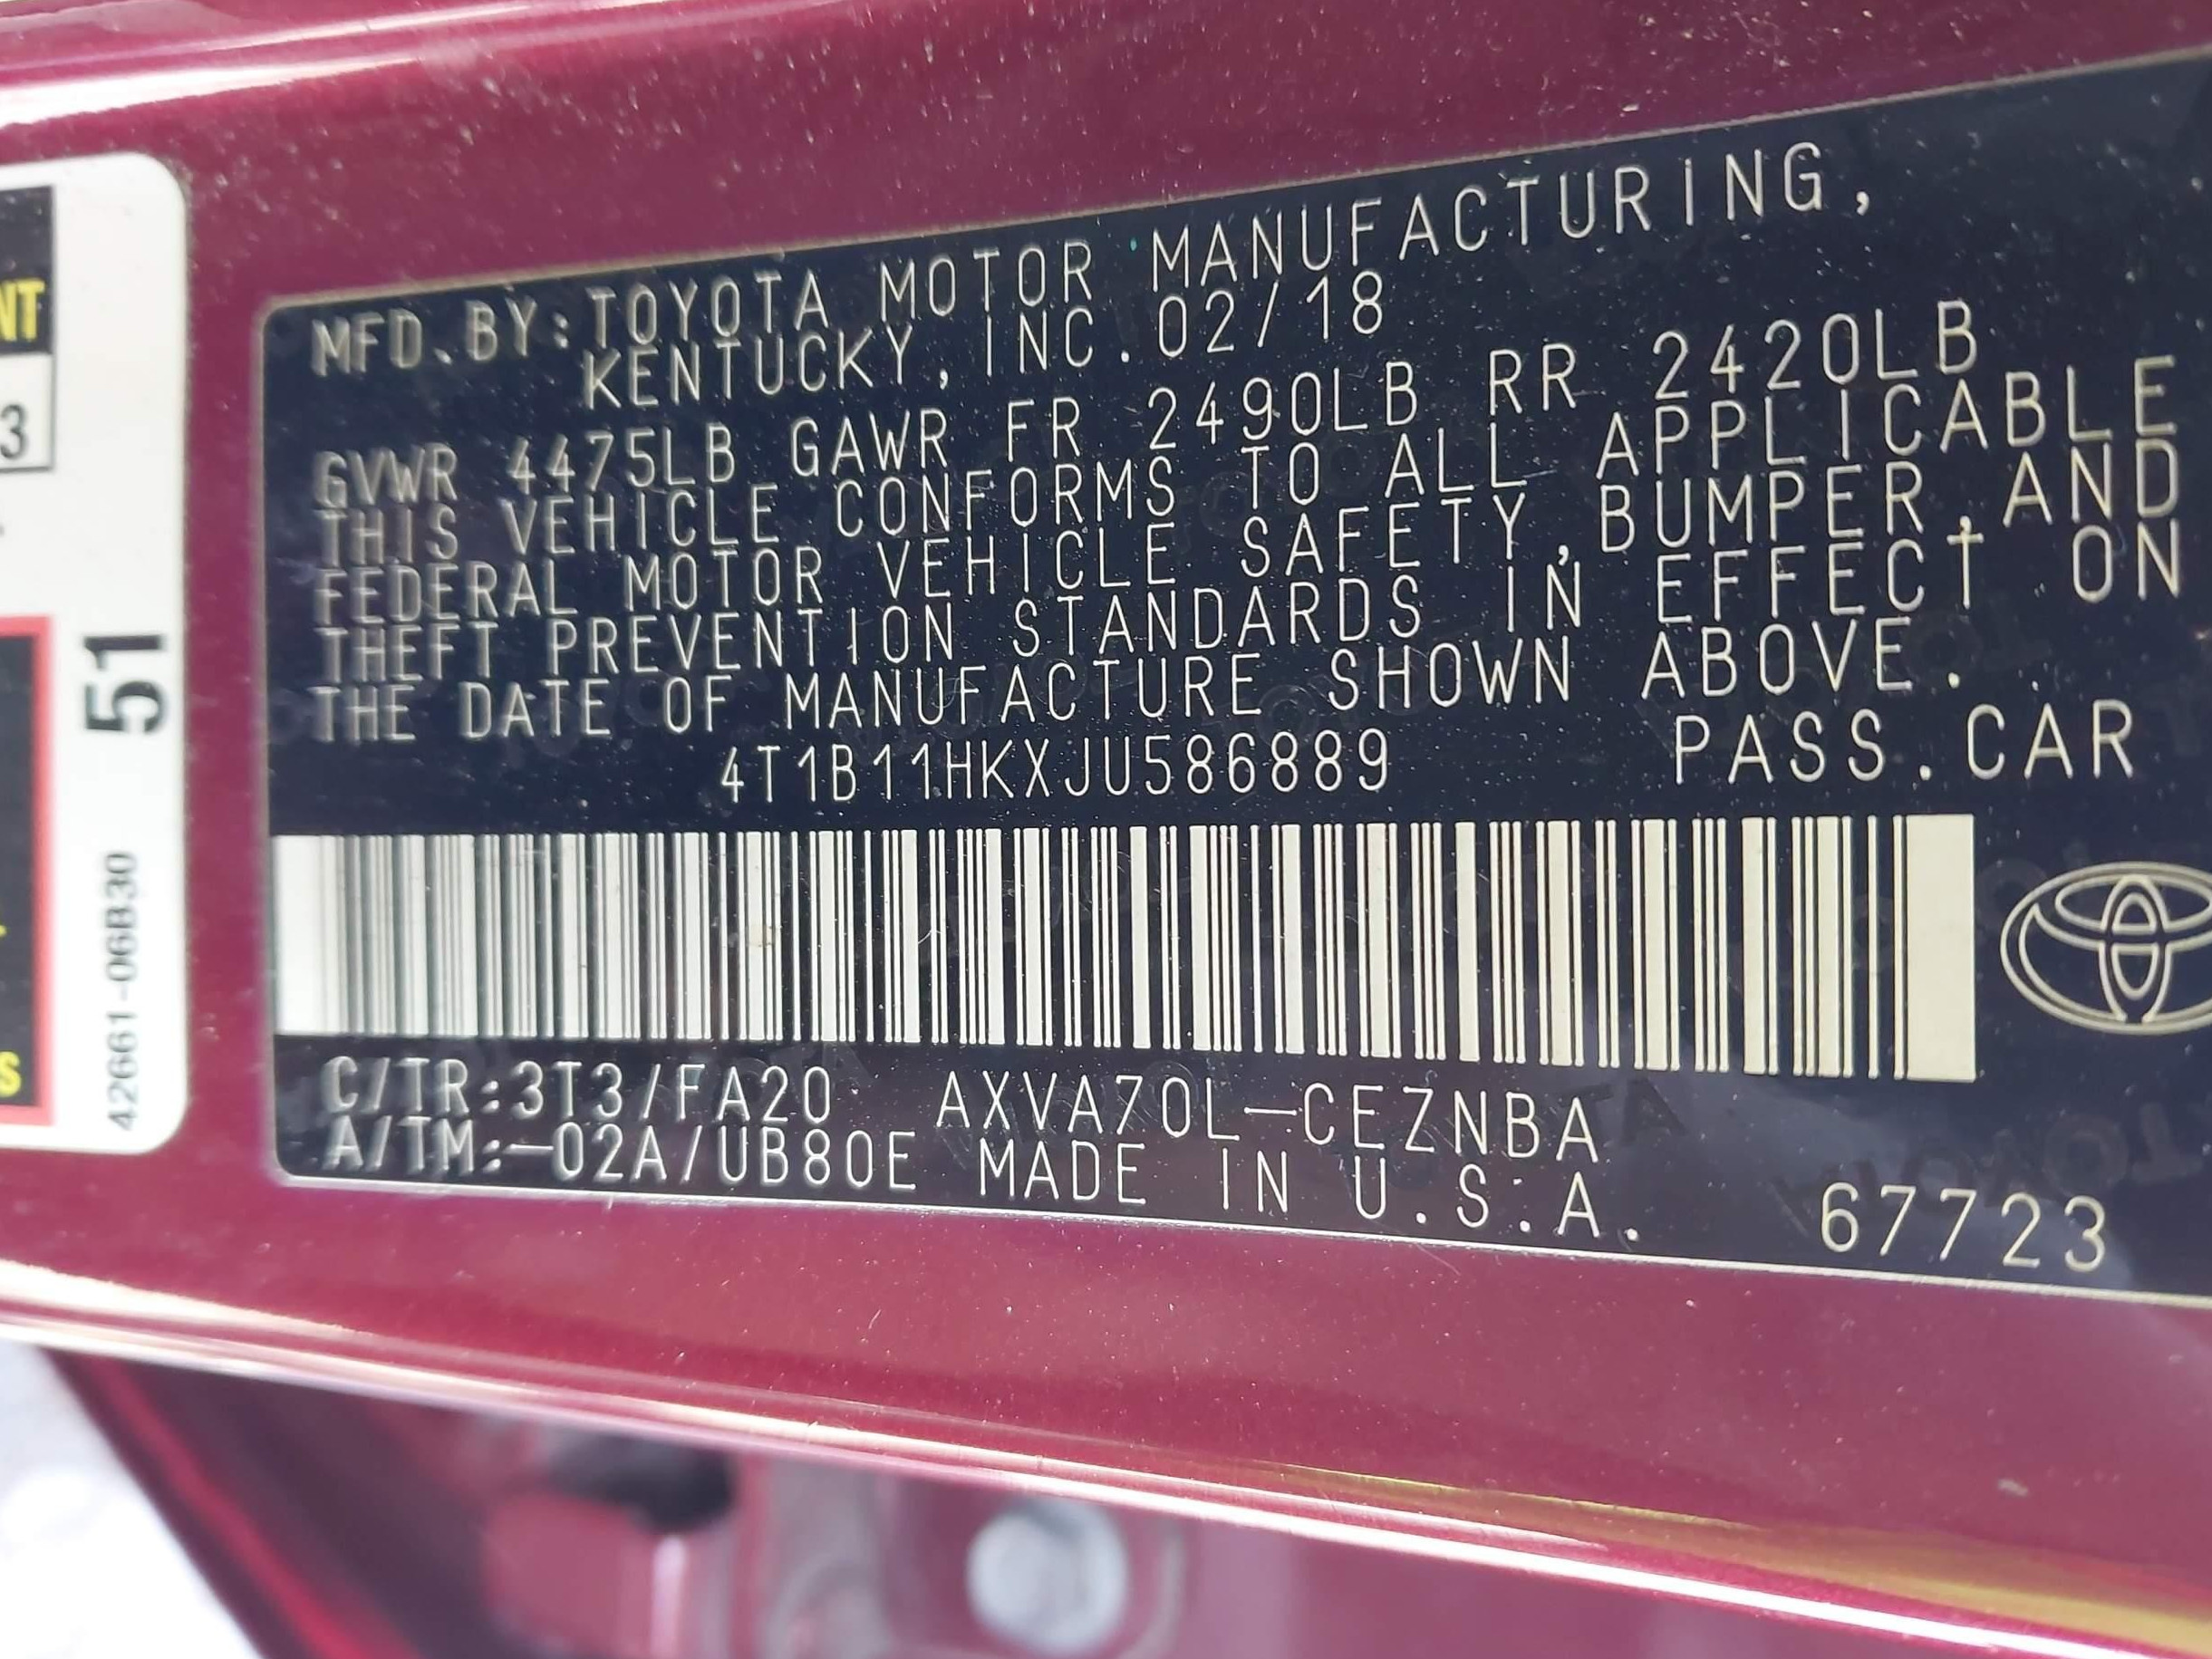 NT
3
S
51
42661-06B30
MFD.BY:TOYOTA MOTOR MANUFACTURING,
KENTUCKY, INC.02/18
GVWR 4475LB GAWR FR 2490LB RR 2420LB
THIS VEHICLE CONFORMS TO ALL APPLICABLE
FEDERAL MOTOR VEHICLE SAFETY,BUMPER,AND
THEFT PREVENTION STANDARDS IN EFFECT ON
THE DATE OF MANUFACTURE SHOWN ABOVE.
4T1B11HKXJU586889 PASS.CAR
C/TR:3T3/FA20 AXVA70L-CEZNBA
A/TM:-02A/UB80E MADE IN U.S.A. 67723